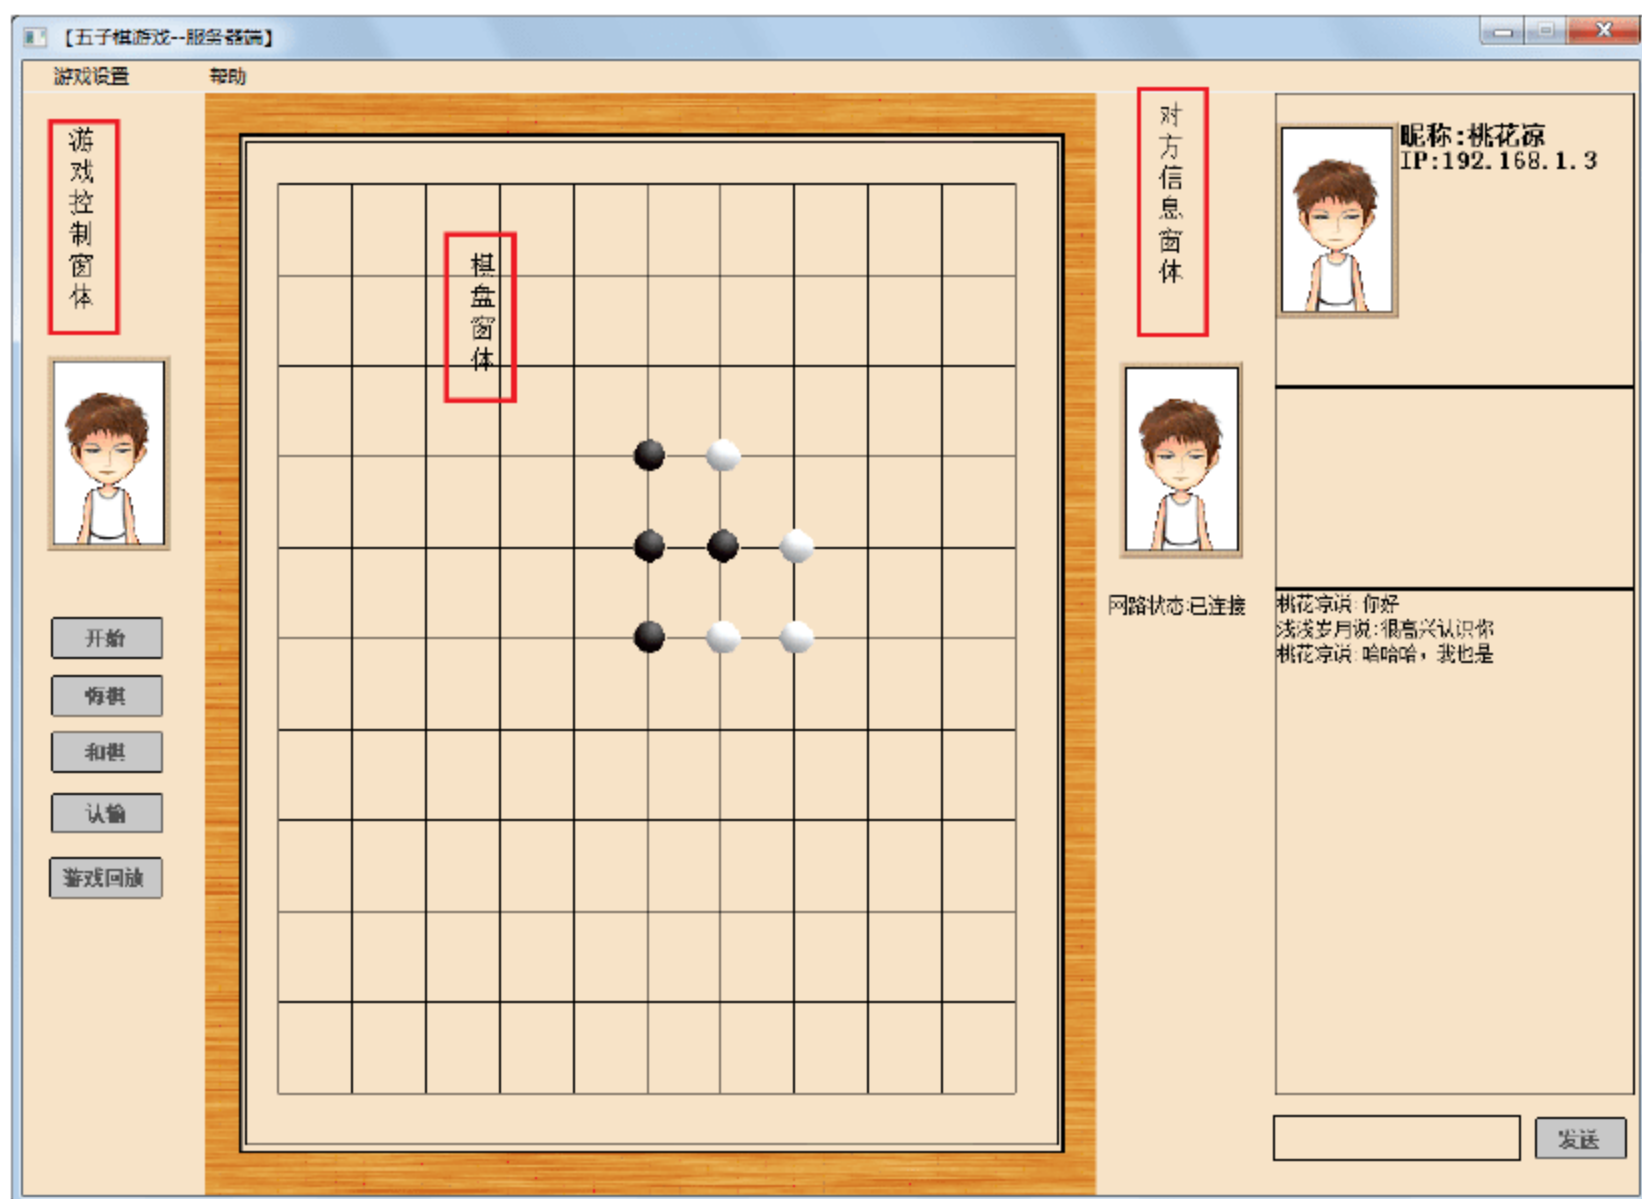 【五子棋游戏--服务器端】
游戏设置 帮助
游戏控制窗体
棋盘窗体
对方信息窗体
昵称:桃花凉
IP:192.168.1.3
开始
悔棋
和棋
认输
游戏回放
网路状态:已连接
桃花凉说:你好
浅浅岁月说:很高兴认识你
桃花凉说:哈哈哈，我也是
发送